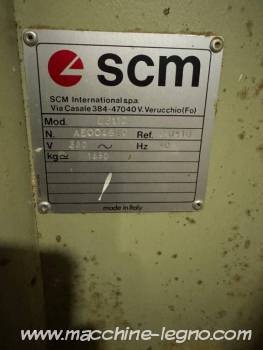 scm
SCM International s.p.a.
Via Casale 384-47040 V. Verucchio (Fo)
Mod.
N. Ref.
V 380 ~ Hz
kg ≃
made in Italy
www.macchine-legno.com